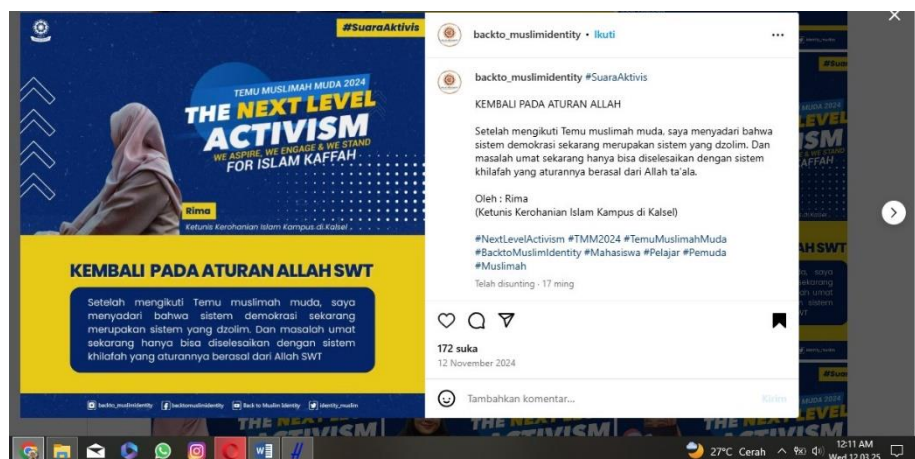 #SuaraAktivis
TEMU MUSLIMAH MUDA 2024
THE NEXT LEVEL
ACTIVISM
WE ASPIRE, WE ENGAGE & WE STAND
FOR ISLAM KAFFAH
Rima
Ketunis Kerohanian Islam Kampus di Kalsel
KEMBALI PADA ATURAN ALLAH SWT
Setelah mengikuti Temu muslimah muda, saya
menyadari bahwa sistem demokrasi sekarang
merupakan sistem yang dzolim. Dan masalah umat
sekarang hanya bisa diselesaikan dengan sistem
khilafah yang aturannya berasal dari Allah SWT
backto_muslimidentity
backtomuslimidentity
Back to Muslim Identity
identity_muslim
backto_muslimidentity • Ikuti
backto_muslimidentity #SuaraAktivis
KEMBALI PADA ATURAN ALLAH
Setelah mengikuti Temu muslimah muda, saya menyadari bahwa
sistem demokrasi sekarang merupakan sistem yang dzolim. Dan
masalah umat sekarang hanya bisa diselesaikan dengan sistem
khilafah yang aturannya berasal dari Allah ta'ala.
Oleh : Rima
(Ketunis Kerohanian Islam Kampus di Kalsel)
#NextLevelActivism #TMM2024 #TemuMuslimahMuda
#BacktoMuslimIdentity #Mahasiswa #Pelajar #Pemuda
#Muslimah
Telah disunting · 17 ming
172 suka
12 November 2024
Tambahkan komentar...
Kirim
THE NEXT LEVEL
27°C Cerah
12:11 AM
Wed 12.03.25